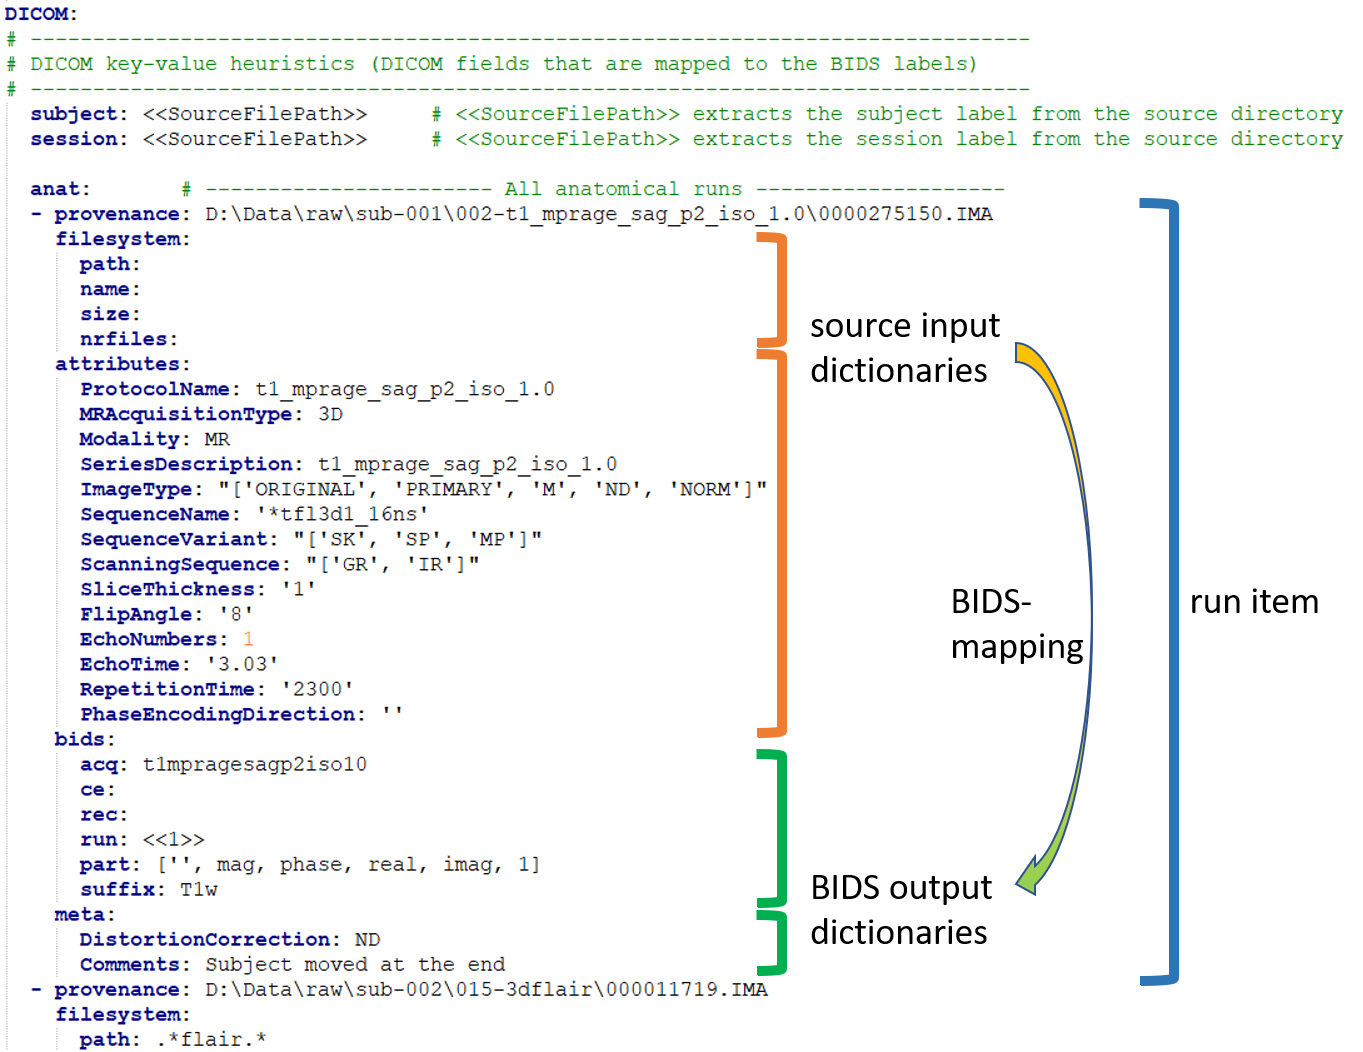 DICOM:
# --------------------------------------------------------------------------------
# DICOM key-value heuristics (DICOM fields that are mapped to the BIDS labels)
# --------------------------------------------------------------------------------
subject: <<SourceFilePath>> # <<SourceFilePath>> extracts the subject label from the source directory
session: <<SourceFilePath>> # <<SourceFilePath>> extracts the session label from the source directory
anat: # ----------------------- All anatomical runs --------------------
- provenance: D:\Data\raw\sub-001\002-t1_mprage_sag_p2_iso_1.0\0000275150.IMA
filesystem:
path:
name:
size:
nrfiles:
attributes:
ProtocolName: t1_mprage_sag_p2_iso_1.0
MRAcquisitionType: 3D
Modality: MR
SeriesDescription: t1_mprage_sag_p2_iso_1.0
ImageType: "['ORIGINAL', 'PRIMARY', 'M', 'ND', 'NORM']"
SequenceName: '*tfl3d1_16ns'
SequenceVariant: "['SK', 'SP', 'MP']"
ScanningSequence: "['GR', 'IR']"
SliceThickness: '1'
FlipAngle: '8'
EchoNumbers: 1
EchoTime: '3.03'
RepetitionTime: '2300'
PhaseEncodingDirection: ''
bids:
acq: t1mpragesagp2iso10
ce:
rec:
run: <<1>>
part: ['', mag, phase, real, imag, 1]
suffix: T1w
meta:
DistortionCorrection: ND
Comments: Subject moved at the end
- provenance: D:\Data\raw\sub-002\015-3dflair\000011719.IMA
filesystem:
path: .*flair.*
source input
dictionaries
BIDS-
mapping
run item
BIDS output
dictionaries